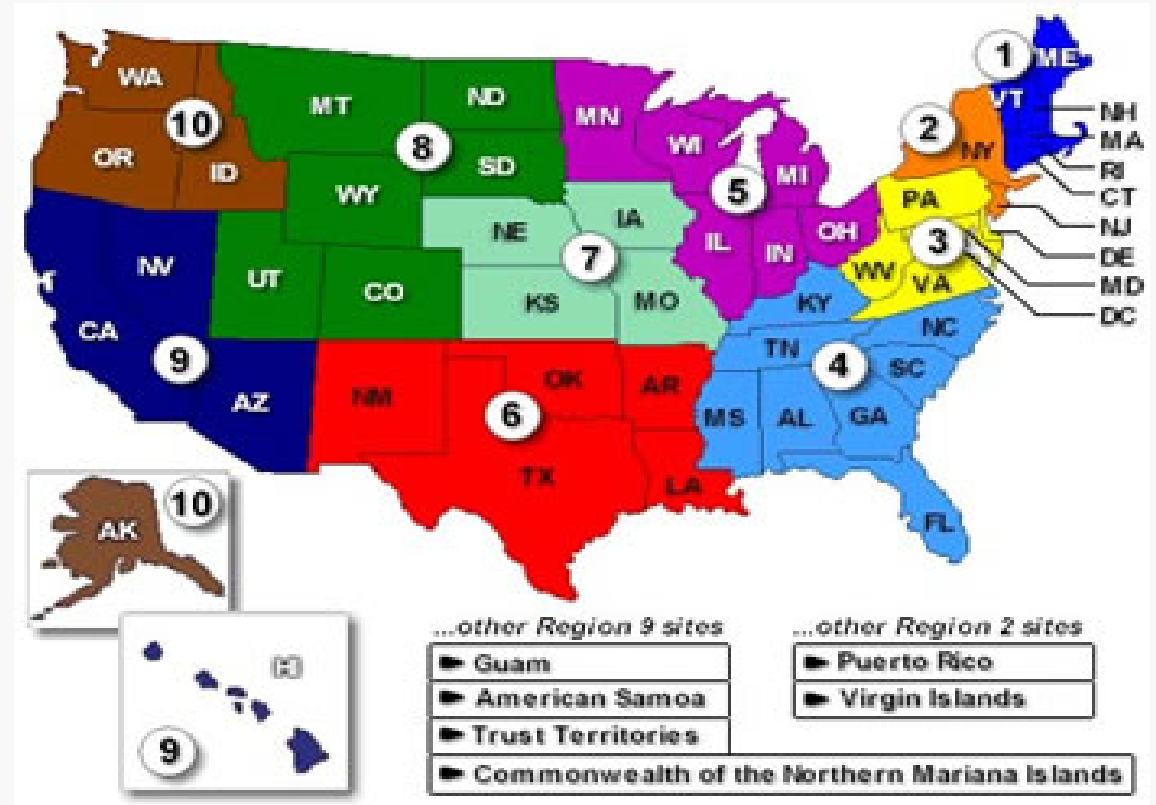 1
ME
WA
MT
ND
MN
VT
NH
10
2
MA
8
WI
NY
OR
SD
MI
RI
ID
5
WY
PA
CT
NE
IA
NJ
IL
OH
3
IN
DE
NV
7
WV
UT
VA
MD
CO
KS
MO
KY
DC
CA
NC
TN
9
4
SC
AZ
NM
OK
AR
6
MS
AL
GA
TX
LA
10
AK
FL
...other Region 9 sites
Guam
American Samoa
Trust Territories
Commonwealth of the Northern Mariana Islands
...other Region 2 sites
Puerto Rico
Virgin Islands
9